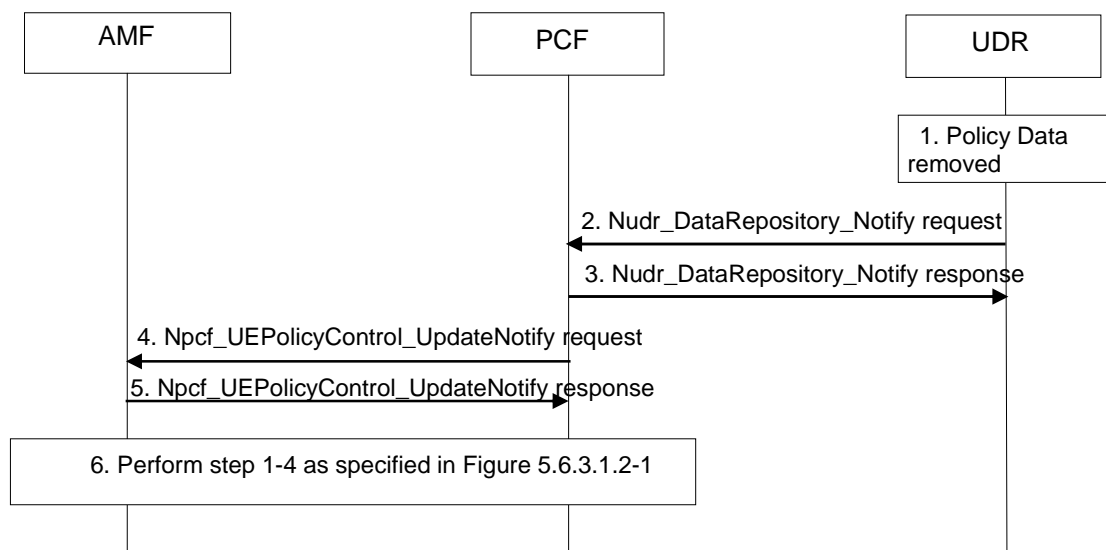 AMF
PCF
UDR
1. Policy Data
removed
2. Nudr_DataRepository_Notify request
3. Nudr_DataRepository_Notify response
4. Npcf_UEPolicyControl_UpdateNotify request
5. Npcf_UEPolicyControl_UpdateNotify response
6. Perform step 1-4 as specified in Figure 5.6.3.1.2-1